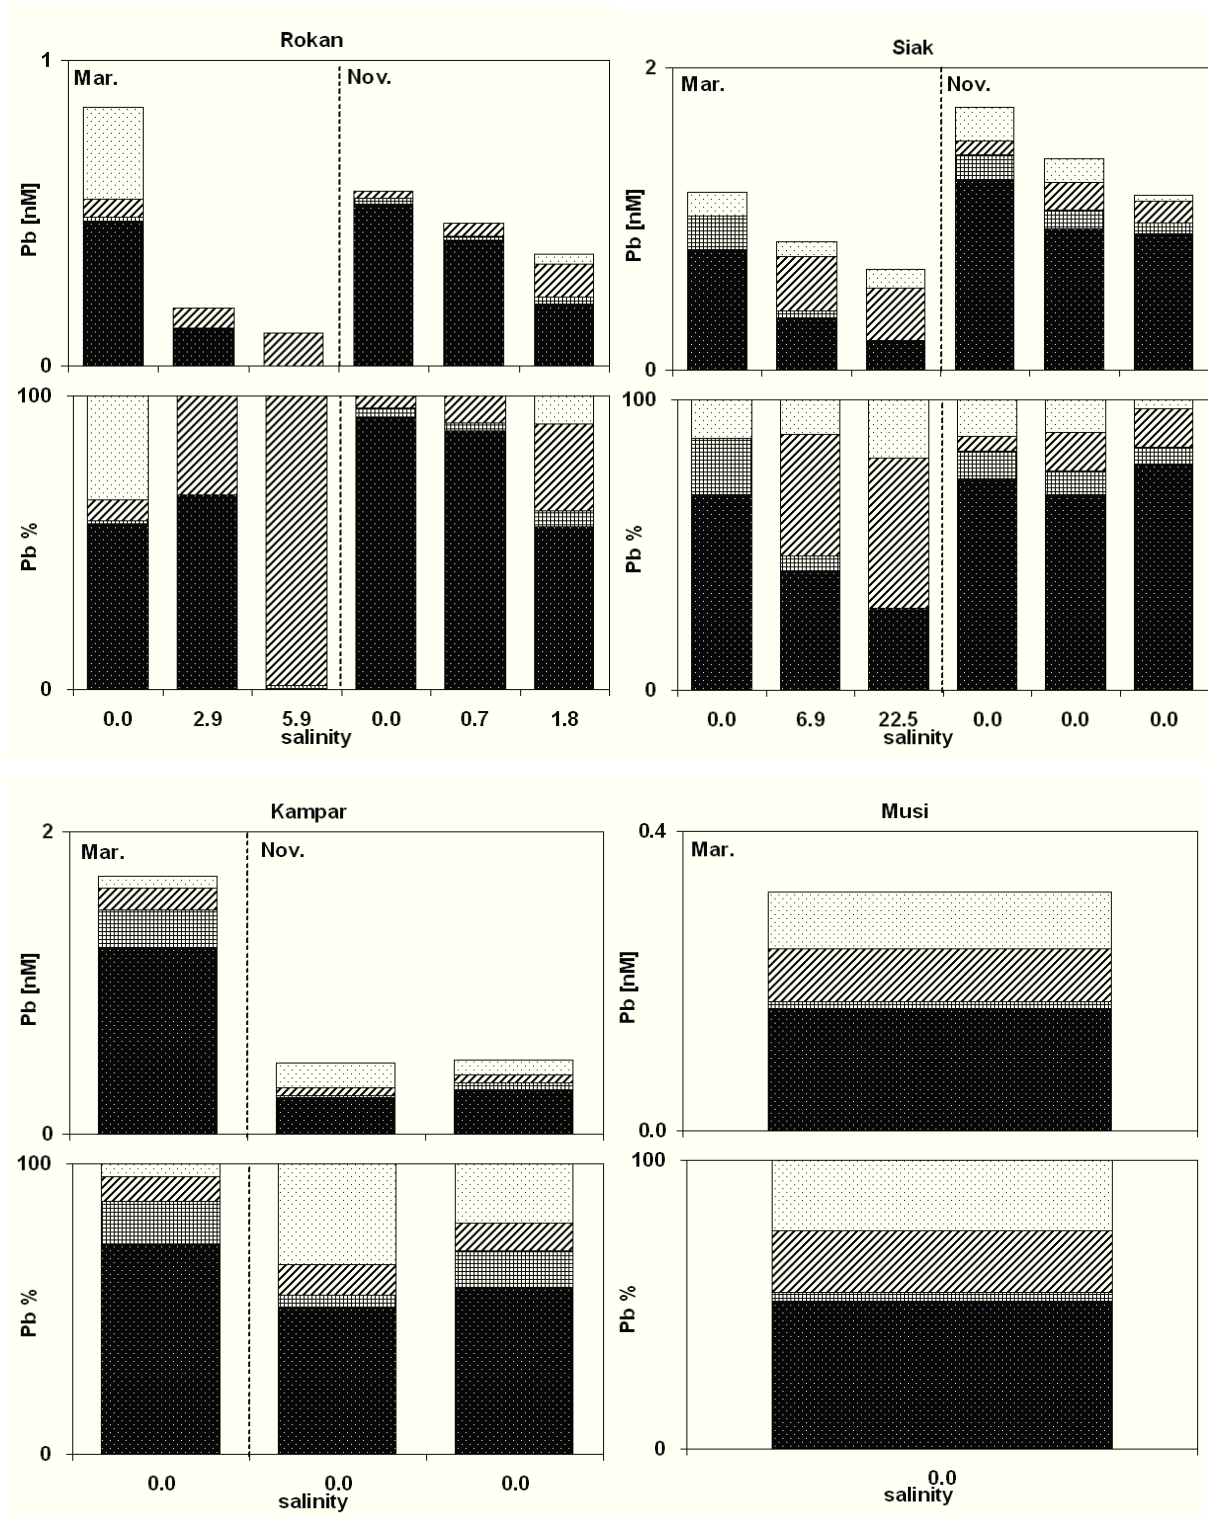 Rokan
1
Mar.
Nov.
Pb [nM]
0
100
Pb %
0
0.0 2.9 5.9 0.0 0.7 1.8
salinity
Siak
2
Mar.
Nov.
Pb [nM]
0
100
Pb %
0
0.0 6.9 22.5 0.0 0.0 0.0
salinity
Kampar
2
Mar.
Nov.
Pb [nM]
0
100
Pb %
0
0.0 0.0 0.0
salinity
Musi
0.4
Mar.
Pb [nM]
0.0
100
Pb %
0
0.0
salinity